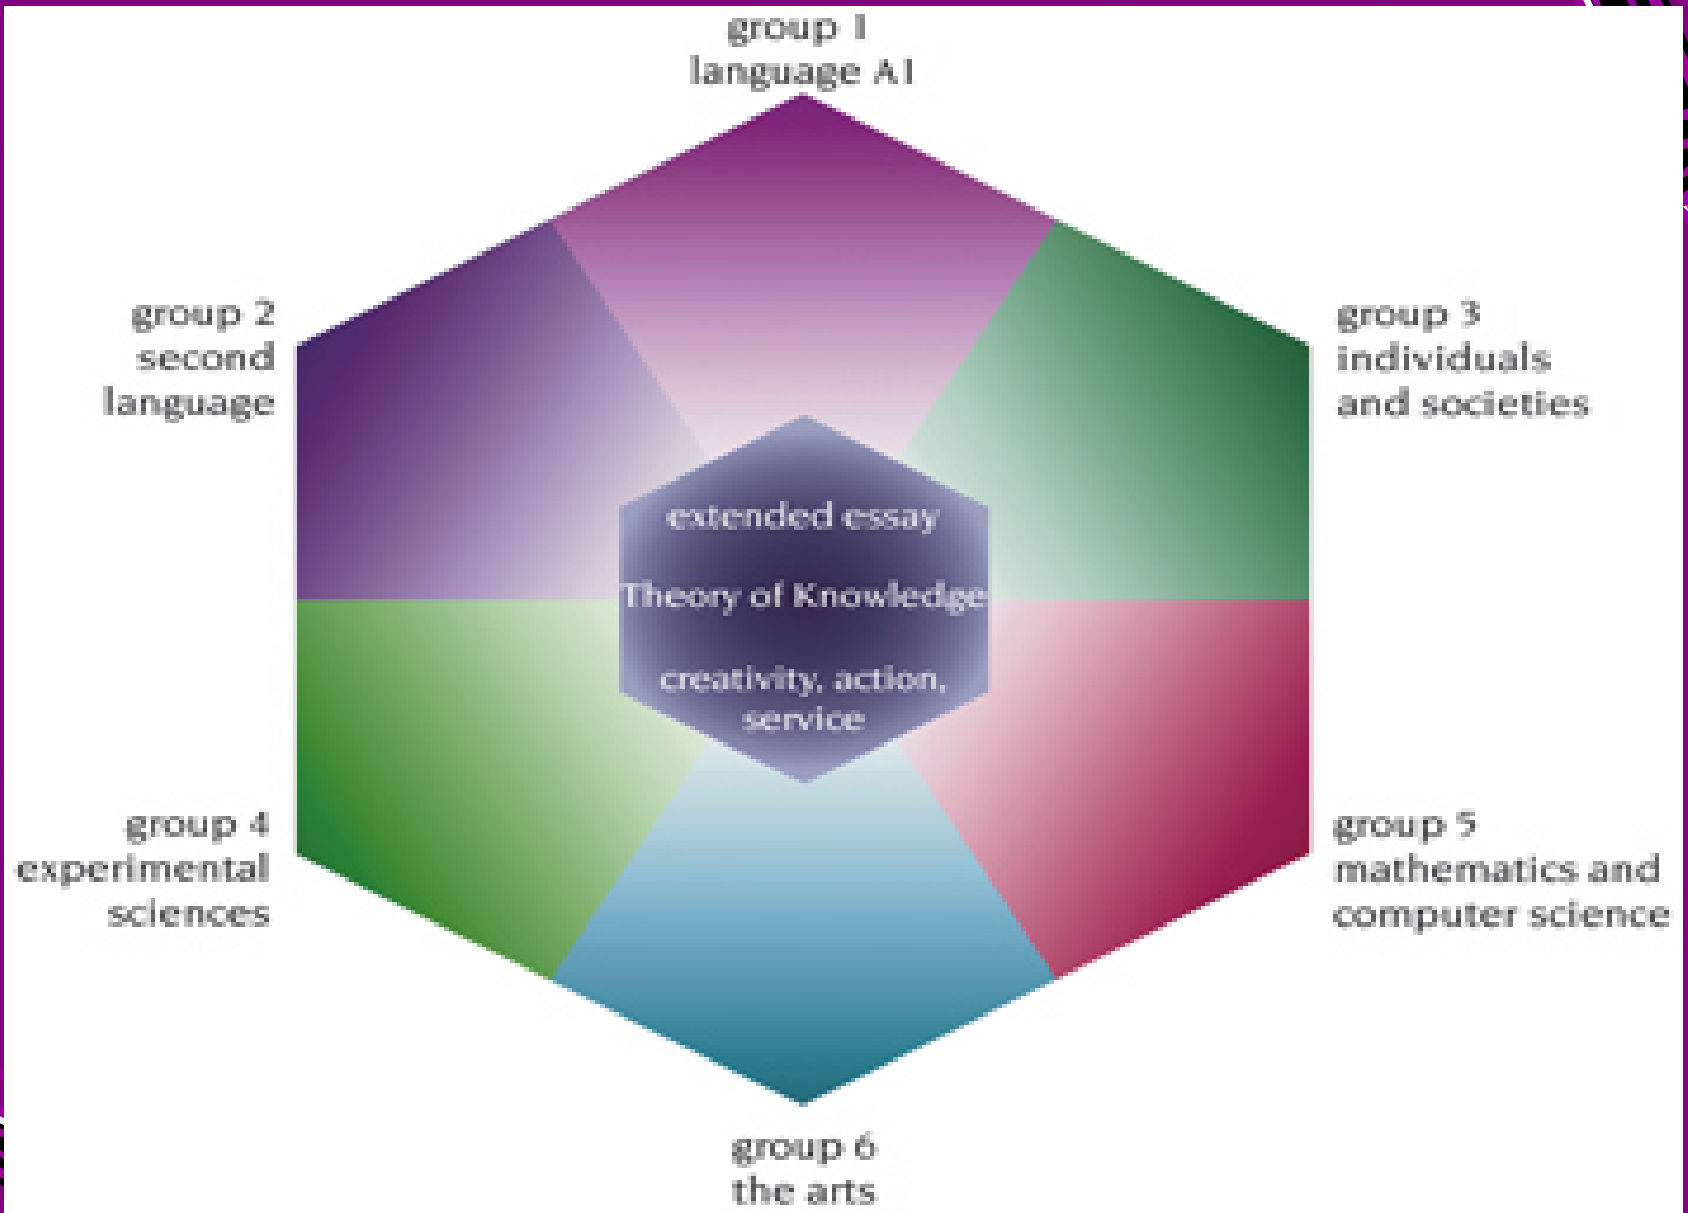 group 1
language A1
group 2
second
language
group 3
individuals
and societies
extended essay
Theory of Knowledge
creativity, action,
service
group 4
experimental
sciences
group 5
mathematics and
computer science
group 6
the arts